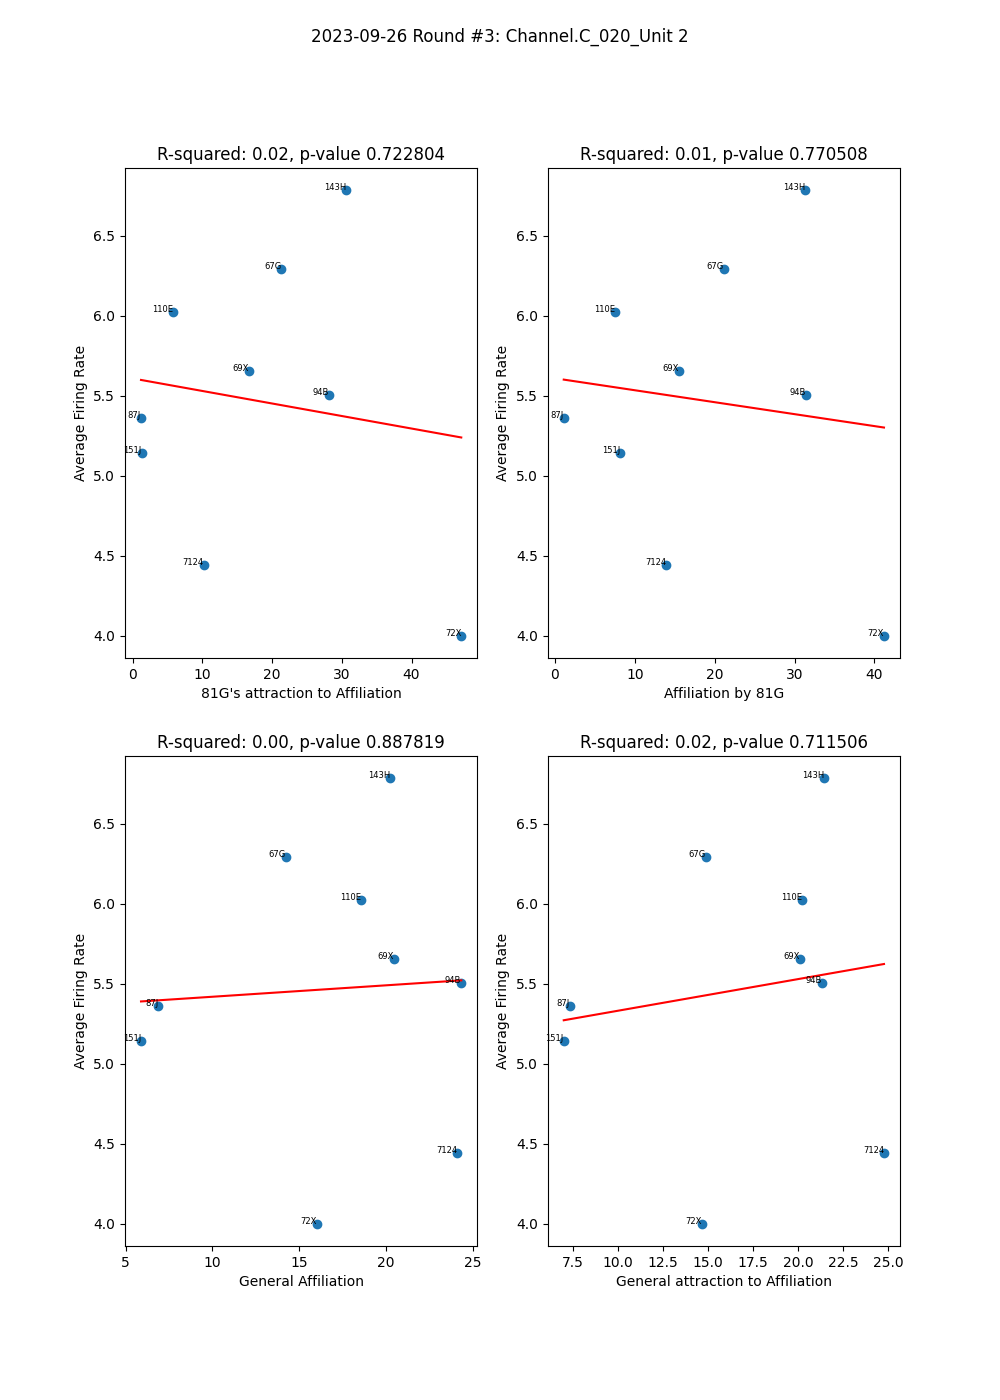 2023-09-26 Round #3: Channel.C_020_Unit 2
R-squared: 0.02, p-value 0.722804
Average Firing Rate
6.5
6.0
5.5
5.0
4.5
4.0
143H
67G
110E
69X
94B
87J
151J
7124
72X
0 10 20 30 40
81G's attraction to Affiliation
R-squared: 0.01, p-value 0.770508
Average Firing Rate
6.5
6.0
5.5
5.0
4.5
4.0
143H
67G
110E
69X
94B
87J
151J
7124
72X
0 10 20 30 40
Affiliation by 81G
R-squared: 0.00, p-value 0.887819
Average Firing Rate
6.5
6.0
5.5
5.0
4.5
4.0
143H
67G
110E
69X
94B
87J
151J
7124
72X
5 10 15 20 25
General Affiliation
R-squared: 0.02, p-value 0.711506
Average Firing Rate
6.5
6.0
5.5
5.0
4.5
4.0
143H
67G
110E
69X
94B
87J
151J
7124
72X
7.5 10.0 12.5 15.0 17.5 20.0 22.5 25.0
General attraction to Affiliation